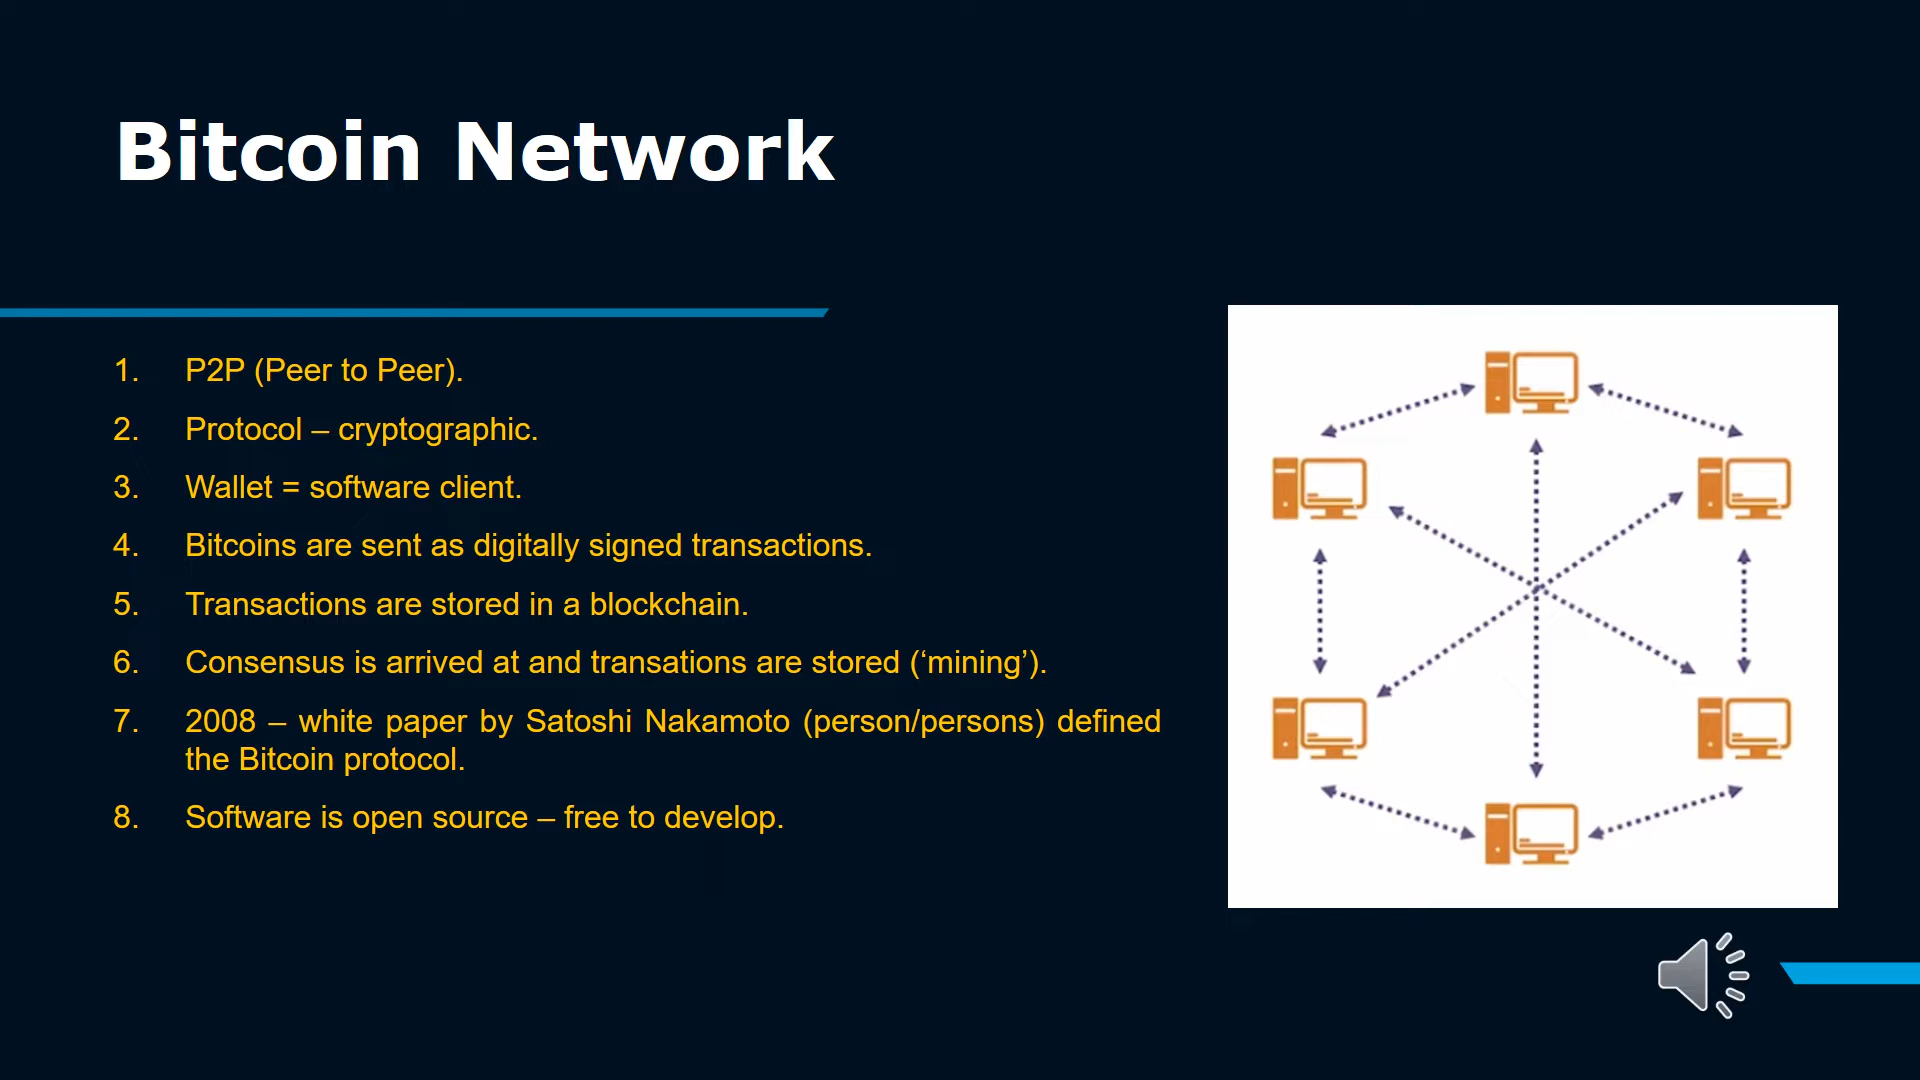 Bitcoin Network
1. P2P (Peer to Peer).
2. Protocol – cryptographic.
3. Wallet = software client.
4. Bitcoins are sent as digitally signed transactions.
5. Transactions are stored in a blockchain.
6. Consensus is arrived at and transations are stored (‘mining’).
7. 2008 – white paper by Satoshi Nakamoto (person/persons) defined
the Bitcoin protocol.
8. Software is open source – free to develop.